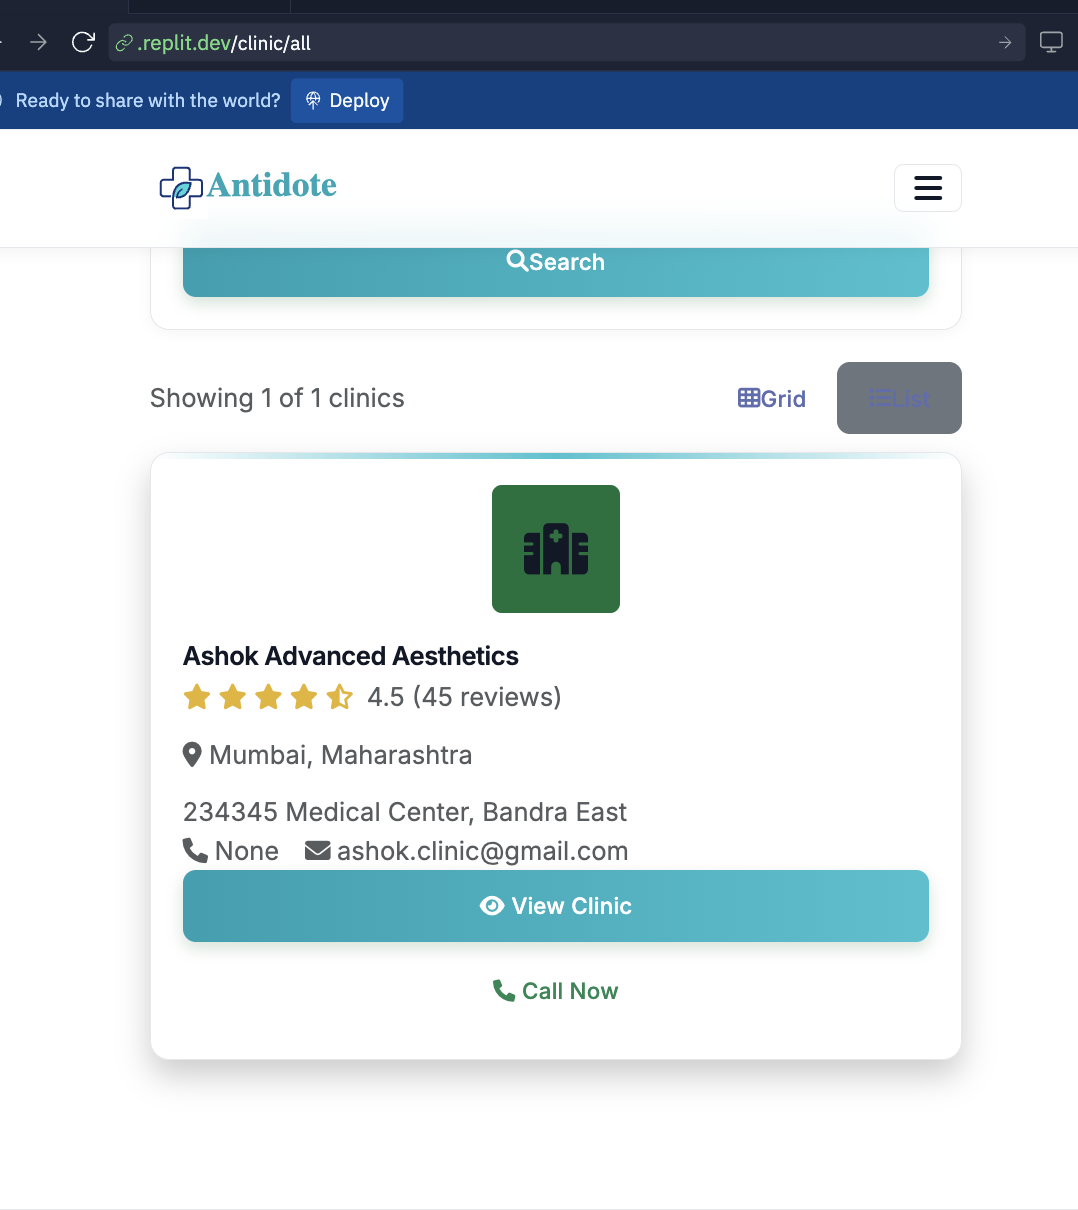 .replit.dev/clinic/all
Ready to share with the world? Deploy
Antidote
Search
Showing 1 of 1 clinics
Grid List
Ashok Advanced Aesthetics
4.5 (45 reviews)
Mumbai, Maharashtra
234345 Medical Center, Bandra East
None ashok.clinic@gmail.com
View Clinic
Call Now